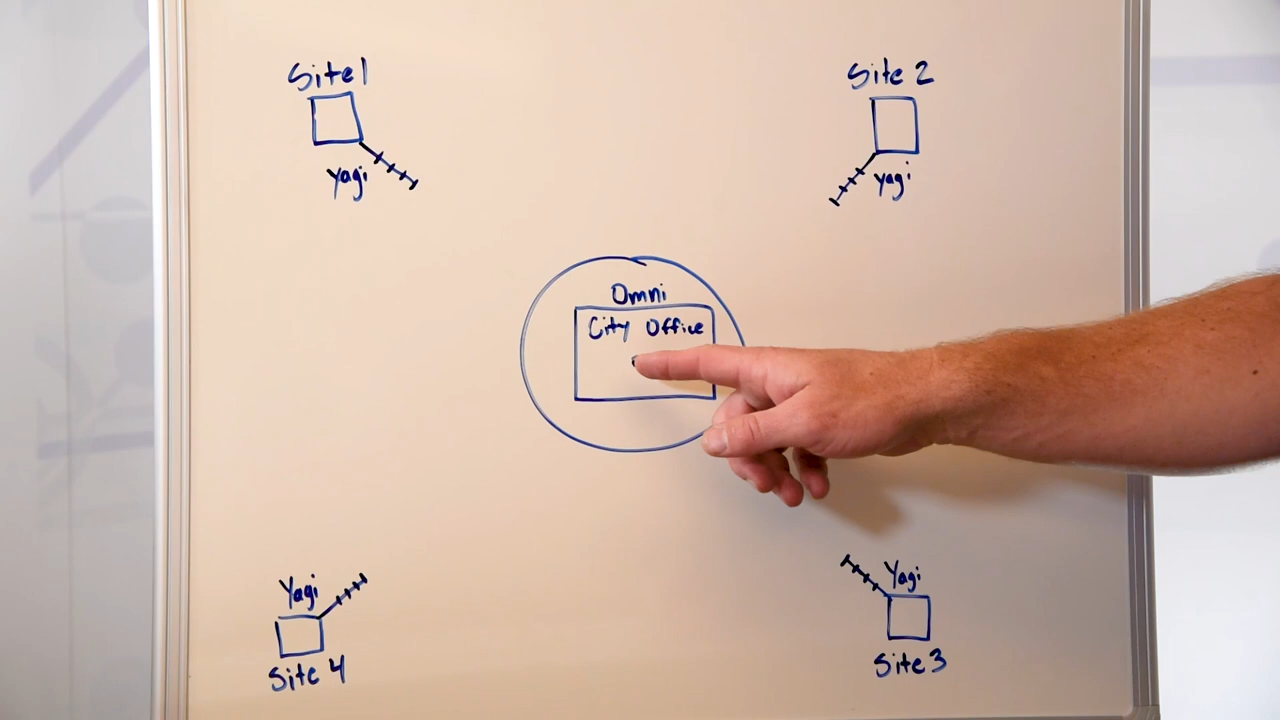 Site 1
Yagi
Site 2
Yagi
Omni
City Office
Yagi
Site 4
Yagi
Site 3